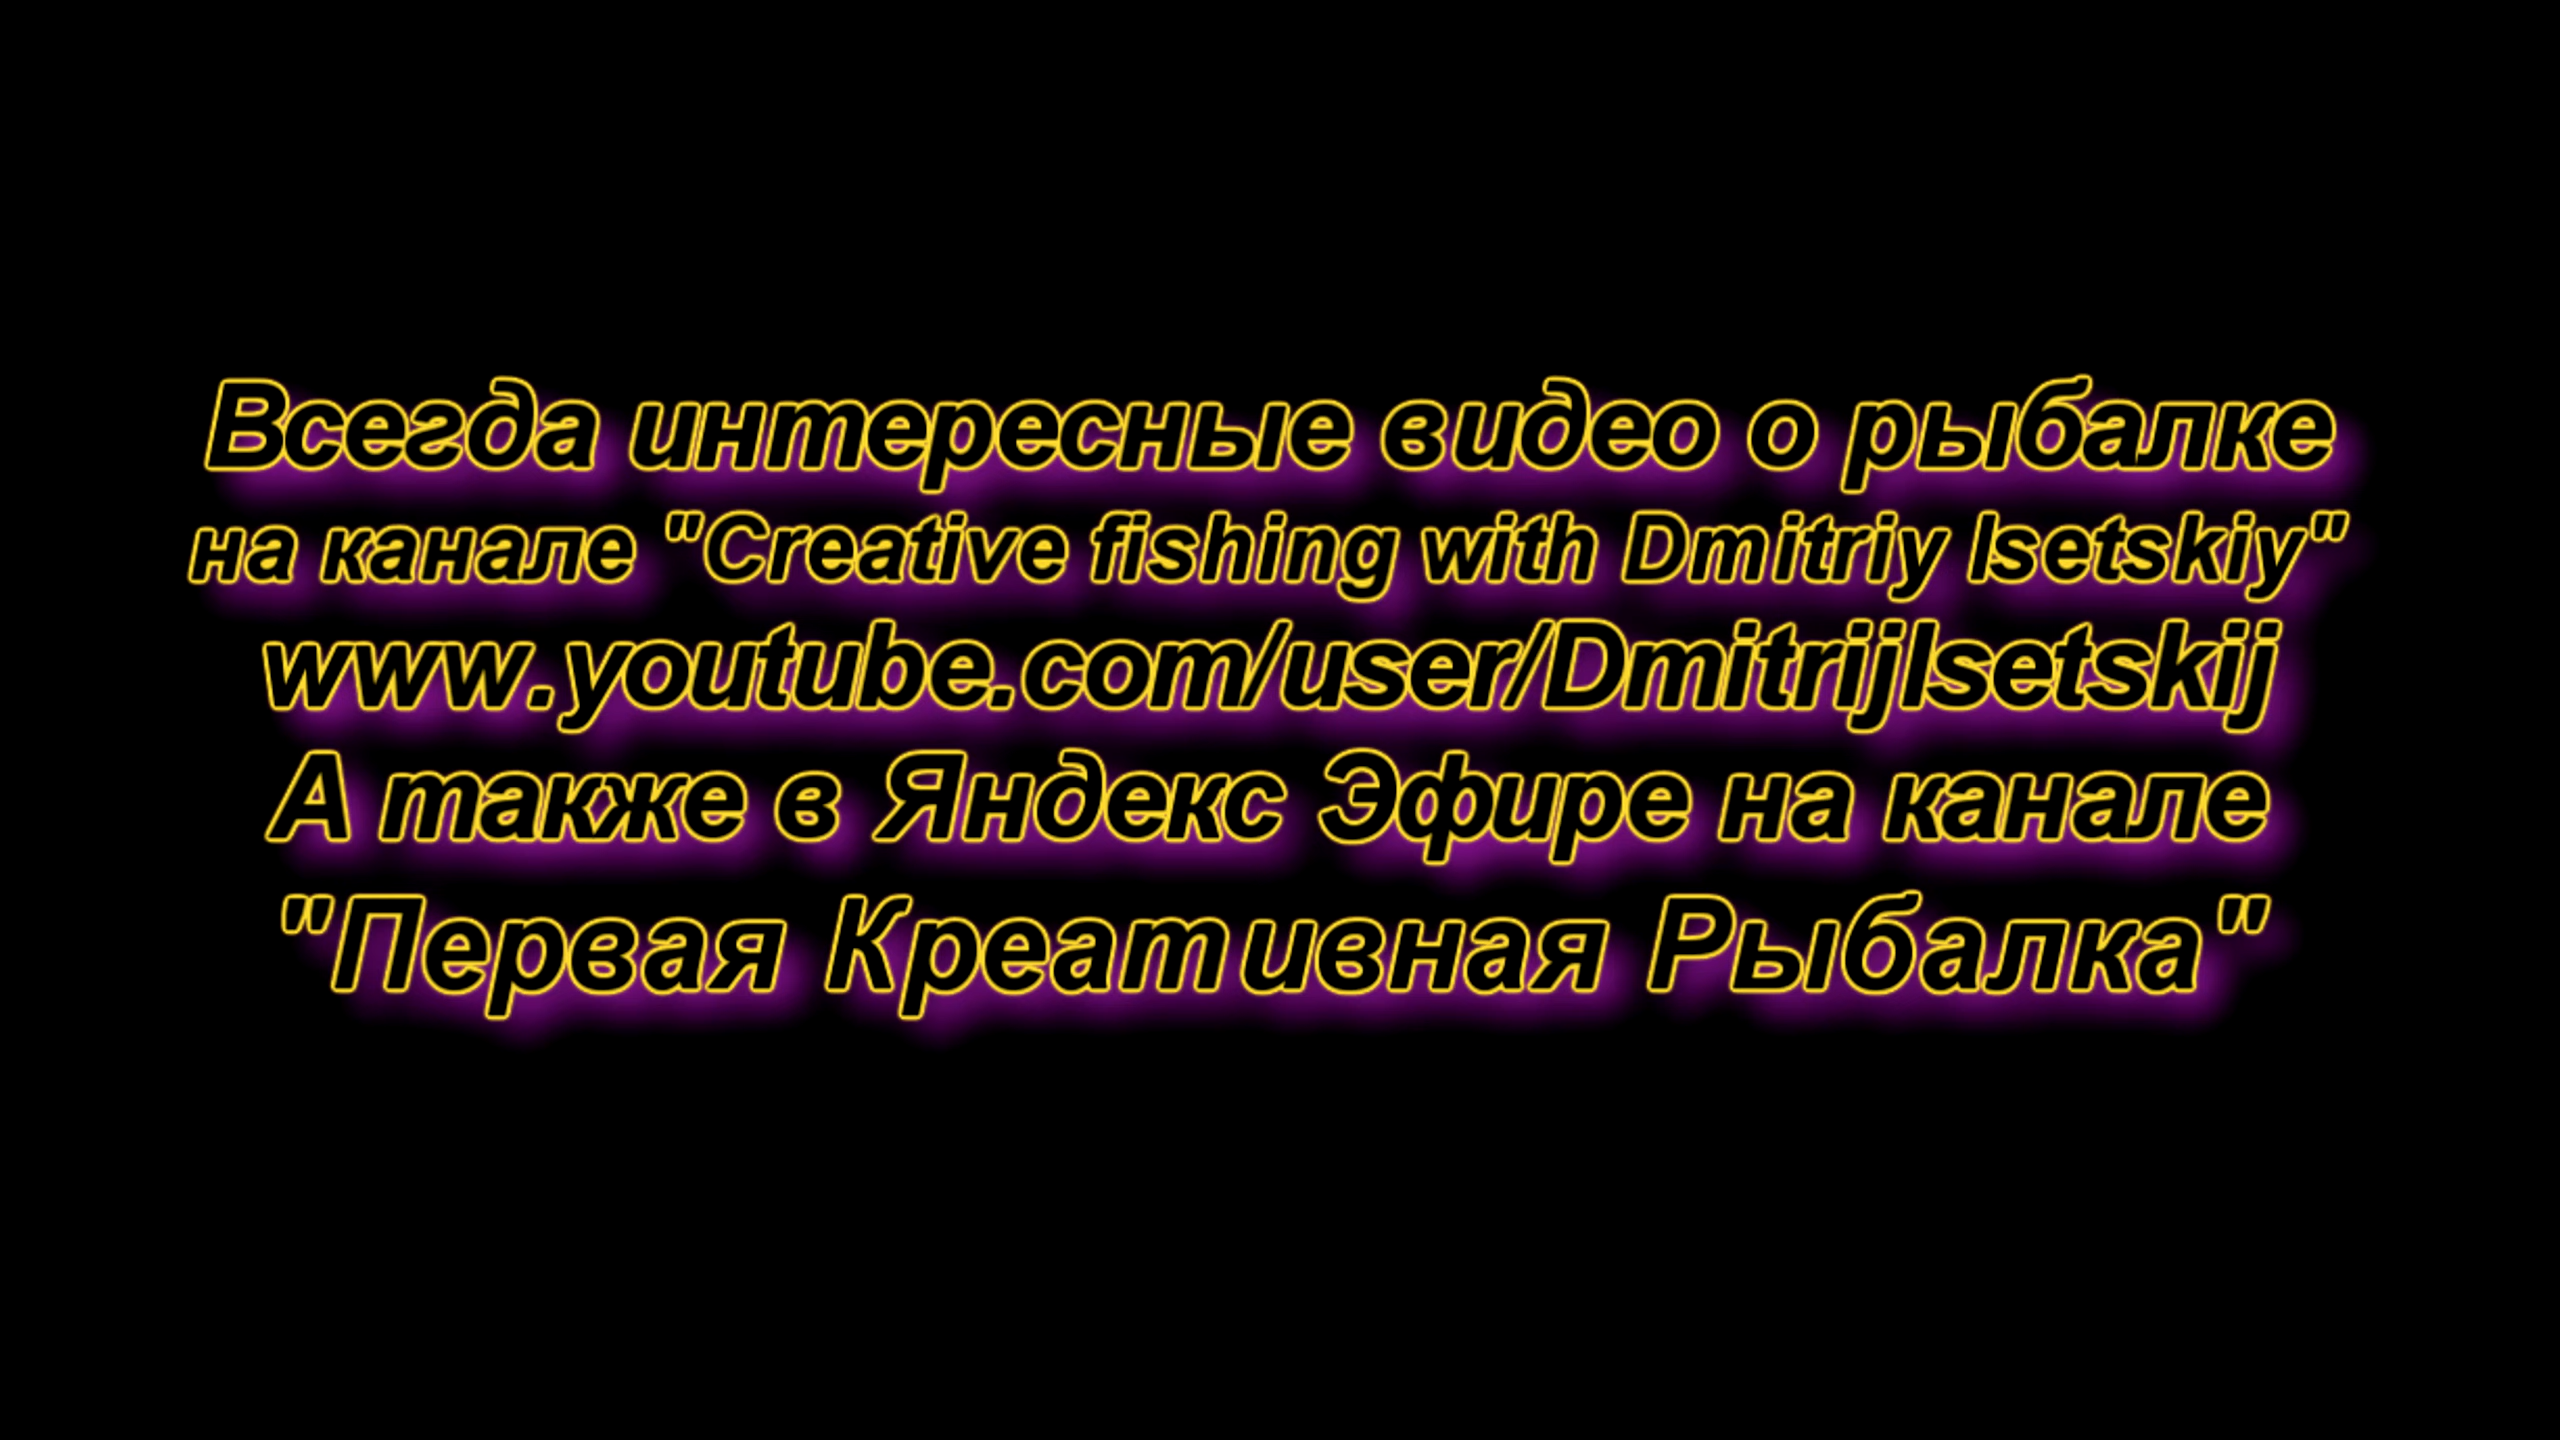 Всегда интересные видео о рыбалке
на канале "Creative fishing with Dmitriy Isetskiy"
www.youtube.com/user/DmitrijIsetskij
А также в Яндекс Эфире на канале
"Первая Креативная Рыбалка"